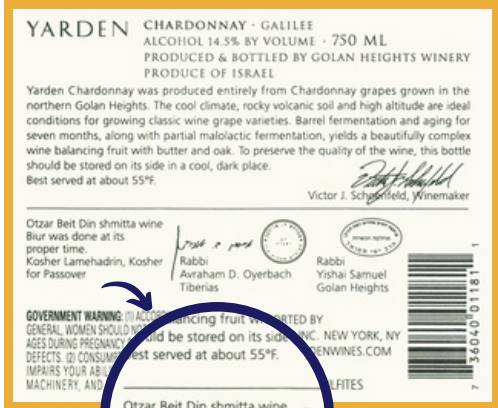 YARDEN
CHARDONNAY · GALILEE
ALCOHOL 14.5% BY VOLUME · 750 ML
PRODUCED & BOTTLED BY GOLAN HEIGHTS WINERY
PRODUCE OF ISRAEL
Yarden Chardonnay was produced entirely from Chardonnay grapes grown in the
northern Golan Heights. The cool climate, rocky volcanic soil and high altitude are ideal
conditions for growing classic wine grape varieties. Barrel fermentation and aging for
seven months, along with partial malolactic fermentation, yields a beautifully complex
wine balancing fruit with butter and oak. To preserve the quality of the wine, this bottle
should be stored on its side in a cool, dark place.
Best served at about 55°F.
Victor J. Schoenfeld, Winemaker
Otzar Beit Din shmitta wine
Biur was done at its
proper time.
Kosher Lamehadrin, Kosher
for Passover
Rabbi
Avraham D. Oyerbach
Tiberias
Rabbi
Yishai Samuel
Golan Heights
GOVERNMENT WARNING: (1) ACCOR
GENERAL, WOMEN SHOULD NO
AGES DURING PREGNANCY
DEFECTS. (2) CONSUM
IMPAIRS YOUR ABIL
MACHINERY, AND
ancing fruit w
uld be stored on its side
est served at about 55°F.
Otzar Beit Din shmitta wine
ORTED BY
INC. NEW YORK, NY
DENWINES.COM
ULFITES
7 36040 01181 1